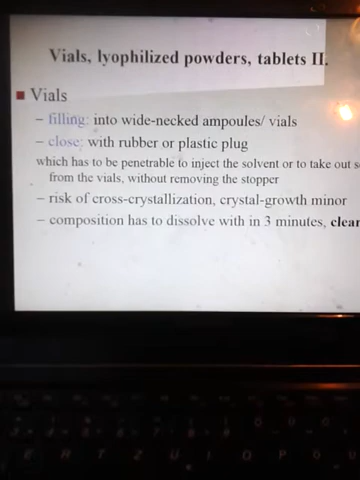 Vials, lyophilized powders, tablets II.
Vials
– filling: into wide-necked ampoules/ vials
– close: with rubber or plastic plug
which has to be penetrable to inject the solvent or to take out
from the vials, without removing the stopper
– risk of cross-crystallization, crystal-growth minor
– composition has to dissolve with in 3 minutes, clear
E R T Z U I O P